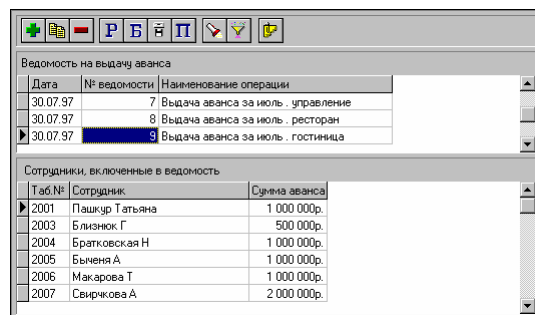 Р Б Н П
Ведомость на выдачу аванса
Дата № ведомости Наименование операции
30.07.97 7 Выдача аванса за июль . управление
30.07.97 8 Выдача аванса за июль . ресторан
30.07.97 9 Выдача аванса за июль . гостиница
Сотрудники, включенные в ведомость
Таб.№ Сотрудник Сумма аванса
2001 Пашкур Татьяна 1 000 000р.
2003 Близнюк Г 500 000р.
2004 Братковская Н 1 000 000р.
2005 Быченя А 1 000 000р.
2006 Макарова Т 1 000 000р.
2007 Свирчкова А 2 000 000р.